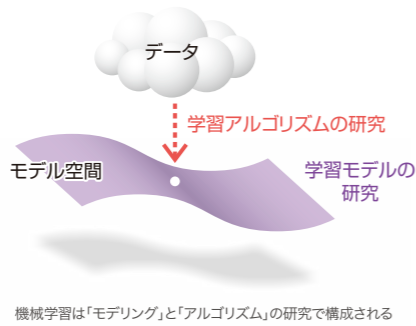 データ
学習アルゴリズムの研究
モデル空間
学習モデルの
研究
機械学習は「モデリング」と「アルゴリズム」の研究で構成される